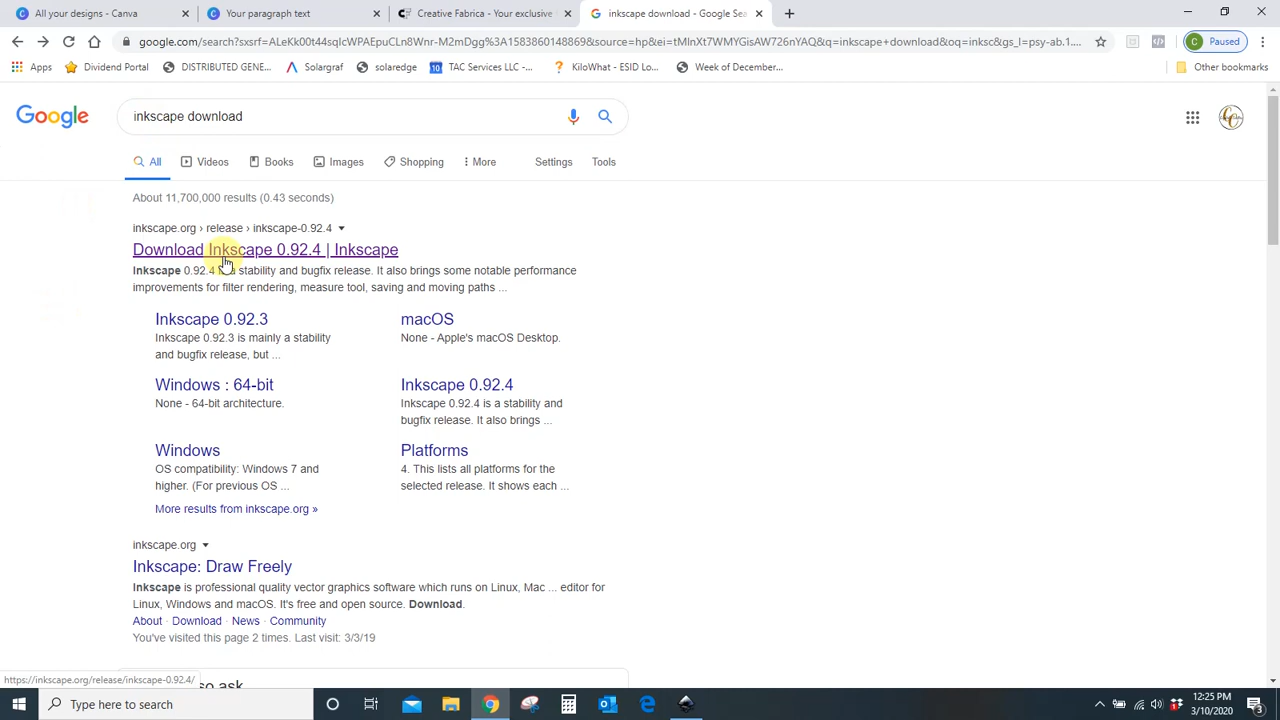 All your designs - Canva
Your paragraph text
Creative Fabrica - Your exclusive
inkscape download - Google Sea
google.com/search?sxsrf=ALeKk00t44sqIcWPAEpuCLn8Wnr-M2mDgg%3A1583860148869&source=hp&ei=tMlnXt7WMYGisAW726nYAQ&q=inkscape+downlcd&oq=inksc&gs_l=psy-ab.1....
Paused
Apps
Dividend Portal
DISTRIBUTED GENE...
Solargraf
solaredge
TAC Services LLC -...
KiloWhat - ESID Lo...
Week of December...
Other bookmarks
Google
inkscape download
All
Videos
Books
Images
Shopping
More
Settings
Tools
About 11,700,000 results (0.43 seconds)
inkscape.org › release › inkscape-0.92.4
Download Inkscape 0.92.4 | Inkscape
Inkscape 0.92.4 is a stability and bugfix release. It also brings some notable performance
improvements for filter rendering, measure tool, saving and moving paths ...
Inkscape 0.92.3
Inkscape 0.92.3 is mainly a stability
and bugfix release, but ...
macOS
None - Apple's macOS Desktop.
Windows : 64-bit
None - 64-bit architecture.
Inkscape 0.92.4
Inkscape 0.92.4 is a stability and
bugfix release. It also brings ...
Windows
OS compatibility: Windows 7 and
higher. (For previous OS ...
Platforms
4. This lists all platforms for the
selected release. It shows each ...
More results from inkscape.org »
inkscape.org
Inkscape: Draw Freely
Inkscape is professional quality vector graphics software which runs on Linux, Mac ... editor for
Linux, Windows and macOS. It's free and open source. Download.
About · Download · News · Community
You've visited this page 2 times. Last visit: 3/3/19
so ask
https://inkscape.org/release/inkscape-0.92.4/
Type here to search
12:25 PM
3/10/2020
3